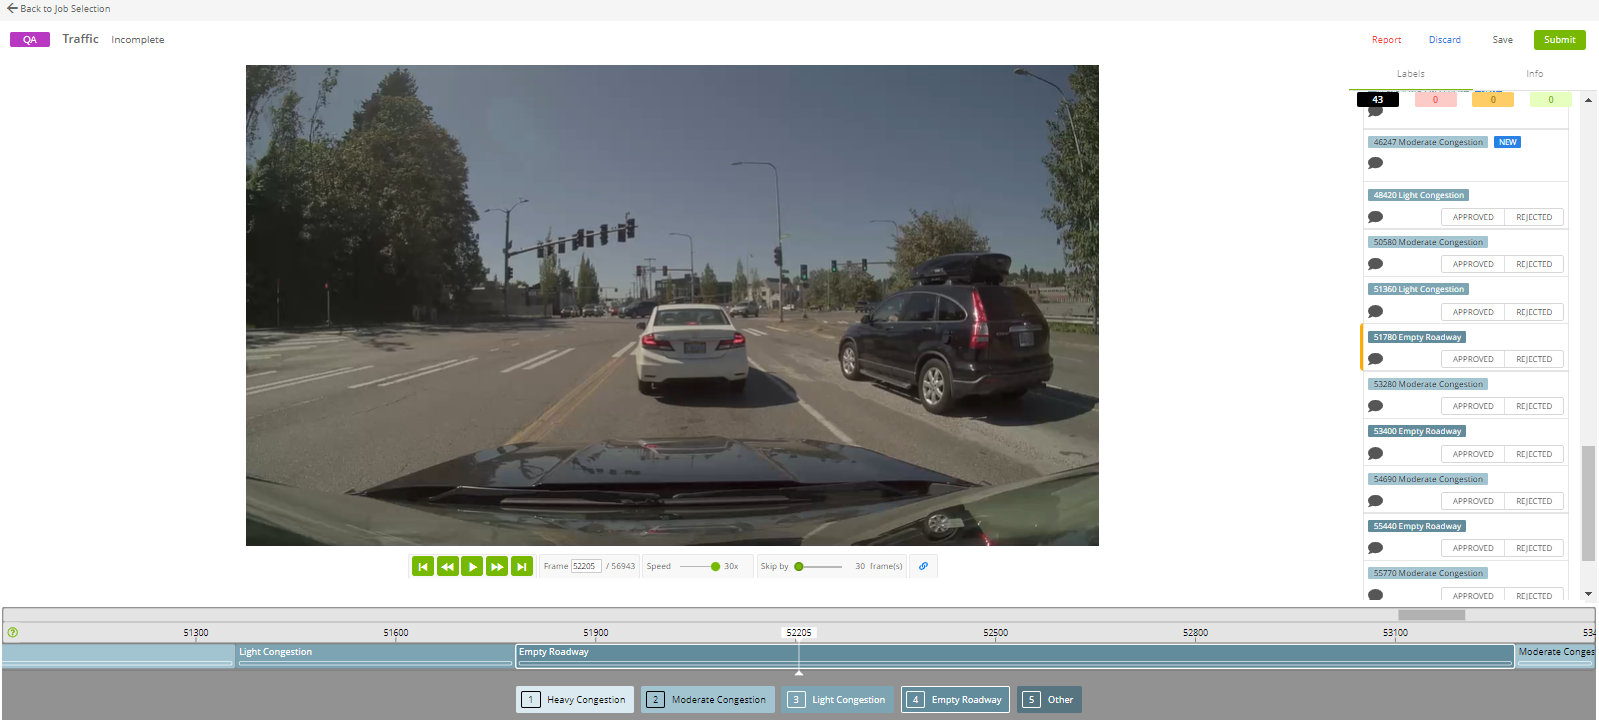 Back to Job Selection
QA Traffic Incomplete
Report Discard Save Submit
Labels Info
43 0 0 0
46247 Moderate Congestion NEW
48420 Light Congestion
APPROVED REJECTED
50580 Moderate Congestion
APPROVED REJECTED
51360 Light Congestion
APPROVED REJECTED
51780 Empty Roadway
APPROVED REJECTED
53280 Moderate Congestion
APPROVED REJECTED
53400 Empty Roadway
APPROVED REJECTED
54690 Moderate Congestion
APPROVED REJECTED
55440 Empty Roadway
APPROVED REJECTED
55770 Moderate Congestion
APPROVED REJECTED
Frame 52205 / 56943 Speed 30x Skip by 30 frame(s)
? 51300 51600 51900 52205 52500 52800 53100 534
Light Congestion Empty Roadway Moderate Conges
1 Heavy Congestion 2 Moderate Congestion 3 Light Congestion 4 Empty Roadway 5 Other